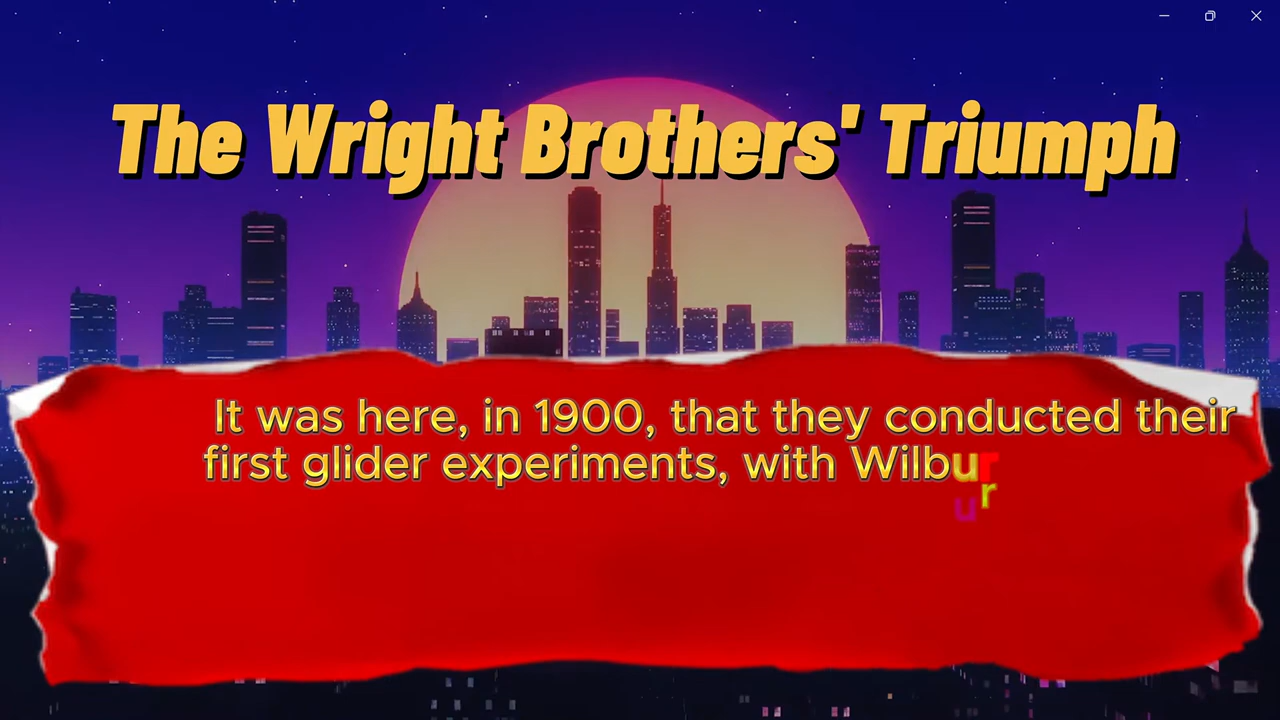 The Wright Brothers' Triumph
It was here, in 1900, that they conducted their
first glider experiments, with Wilbur